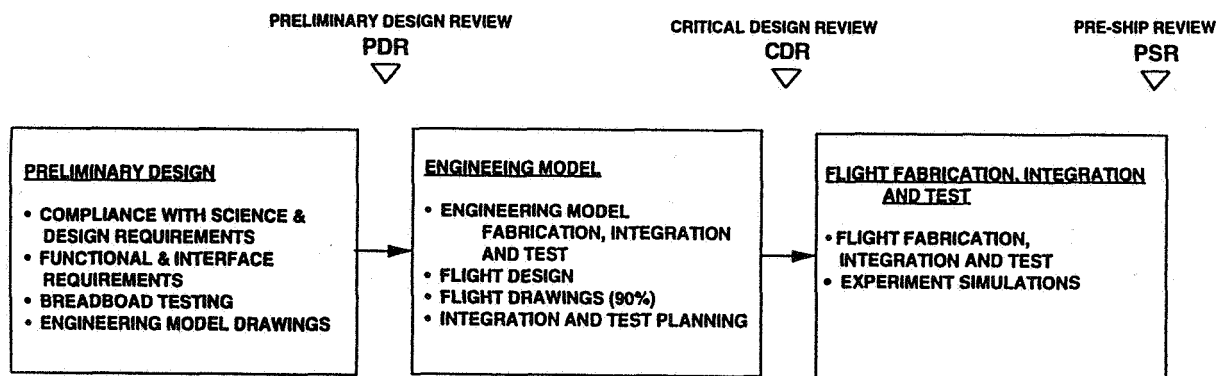 PRELIMINARY DESIGN REVIEW
PDR
CRITICAL DESIGN REVIEW
CDR
PRE-SHIP REVIEW
PSR
PRELIMINARY DESIGN
• COMPLIANCE WITH SCIENCE &
DESIGN REQUIREMENTS
• FUNCTIONAL & INTERFACE
REQUIREMENTS
• BREADBOAD TESTING
• ENGINEERING MODEL DRAWINGS
ENGINEEING MODEL
• ENGINEERING MODEL
FABRICATION, INTEGRATION
AND TEST
• FLIGHT DESIGN
• FLIGHT DRAWINGS (90%)
• INTEGRATION AND TEST PLANNING
FLIGHT FABRICATION, INTEGRATION
AND TEST
• FLIGHT FABRICATION,
INTEGRATION AND TEST
• EXPERIMENT SIMULATIONS